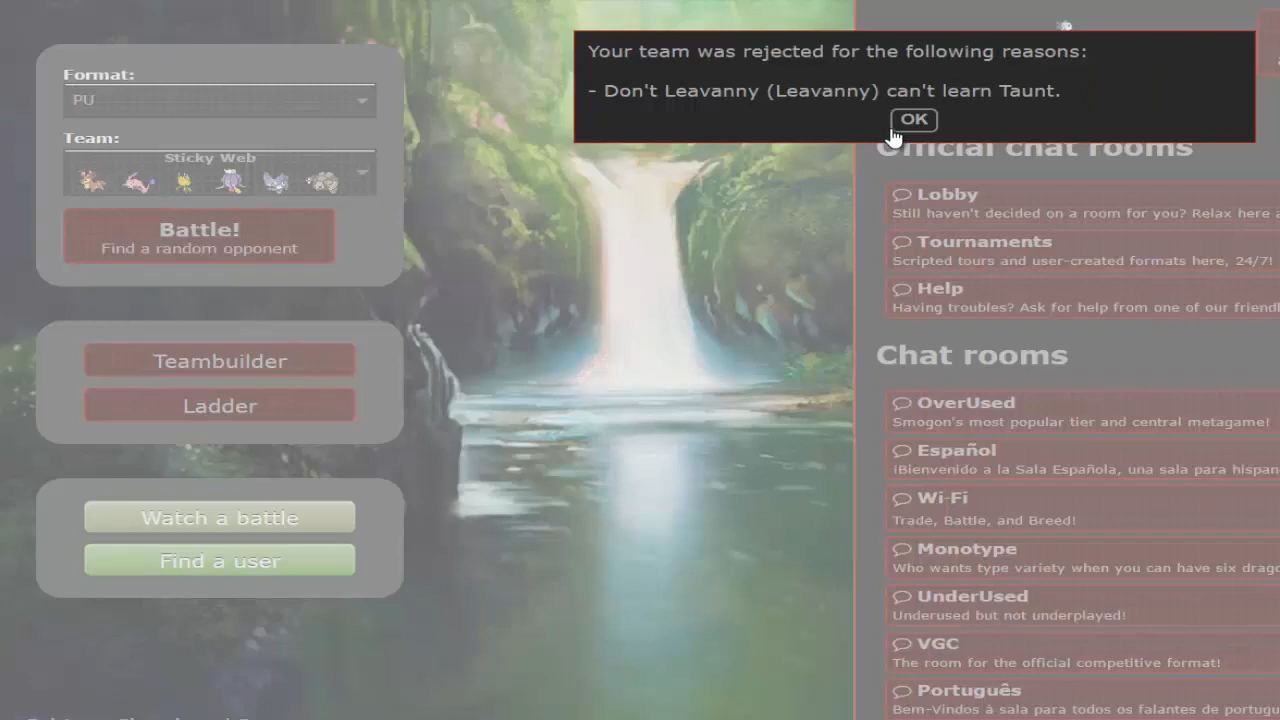 Format:
PU
Team:
Sticky Web
Battle!
Find a random opponent
Teambuilder
Ladder
Watch a battle
Find a user
Your team was rejected for the following reasons:
- Don't Leavanny (Leavanny) can't learn Taunt.
OK
Official chat rooms
Lobby
Still haven't decided on a room for you? Relax here
Tournaments
Scripted tours and user-created formats here, 24/7!
Help
Having troubles? Ask for help from one of our
Chat rooms
OverUsed
Smogon's most popular tier and central metagame!
Español
¡Bienvenido a la Sala Española, una sala para
Wi-Fi
Trade, Battle, and Breed!
Monotype
Who wants type variety when you can have six
UnderUsed
Underused but not underplayed!
VGC
The room for the official competitive format!
Português
Bem-Vindos à sala para todos os falantes de